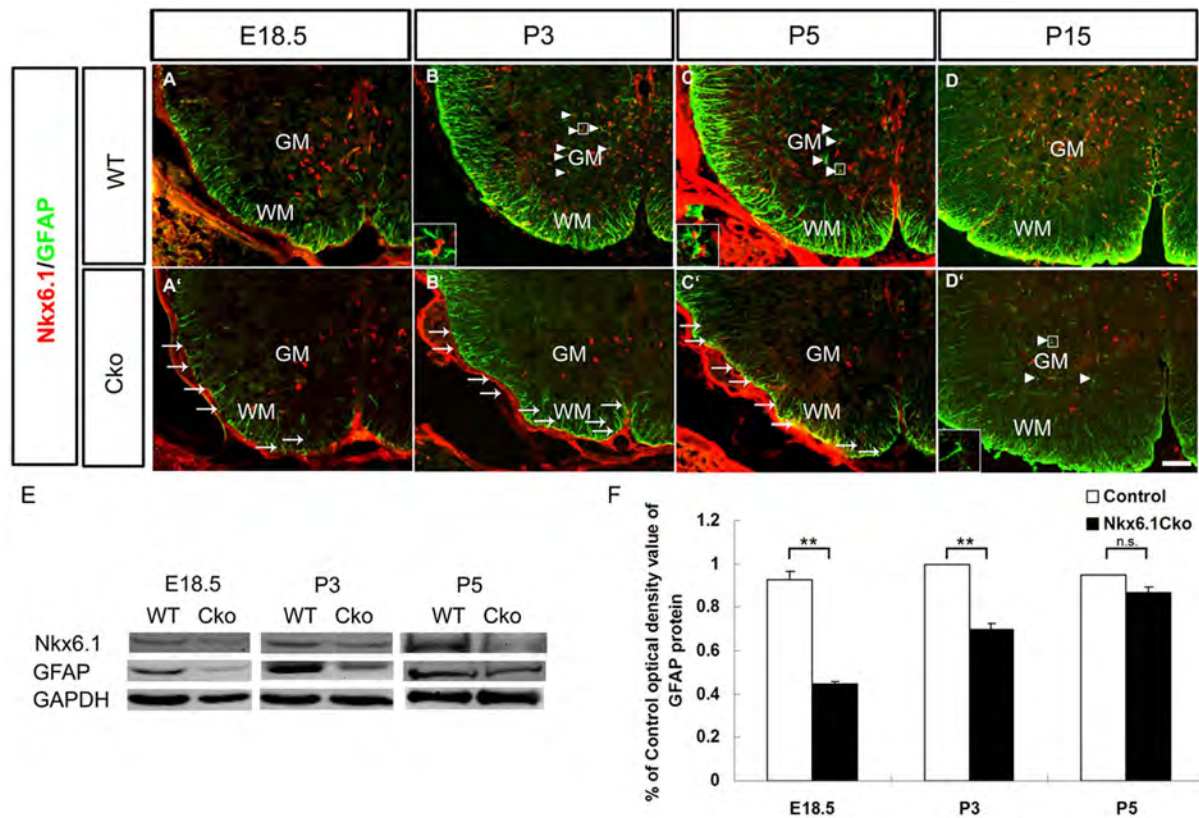 E18.5 P3 P5 P15
Nkx6.1/GFAP
WT
A GM WM
B GM WM
C GM WM
D GM WM
Cko
A' GM WM
B' GM WM
C' GM WM
D' GM WM
E
E18.5 P3 P5
WT Cko WT Cko WT Cko
Nkx6.1
GFAP
GAPDH
F
Control
Nkx6.1Cko
% of Control optical density value of
GFAP protein
1.2
1
0.8
0.6
0.4
0.2
0
** ** n.s.
E18.5 P3 P5